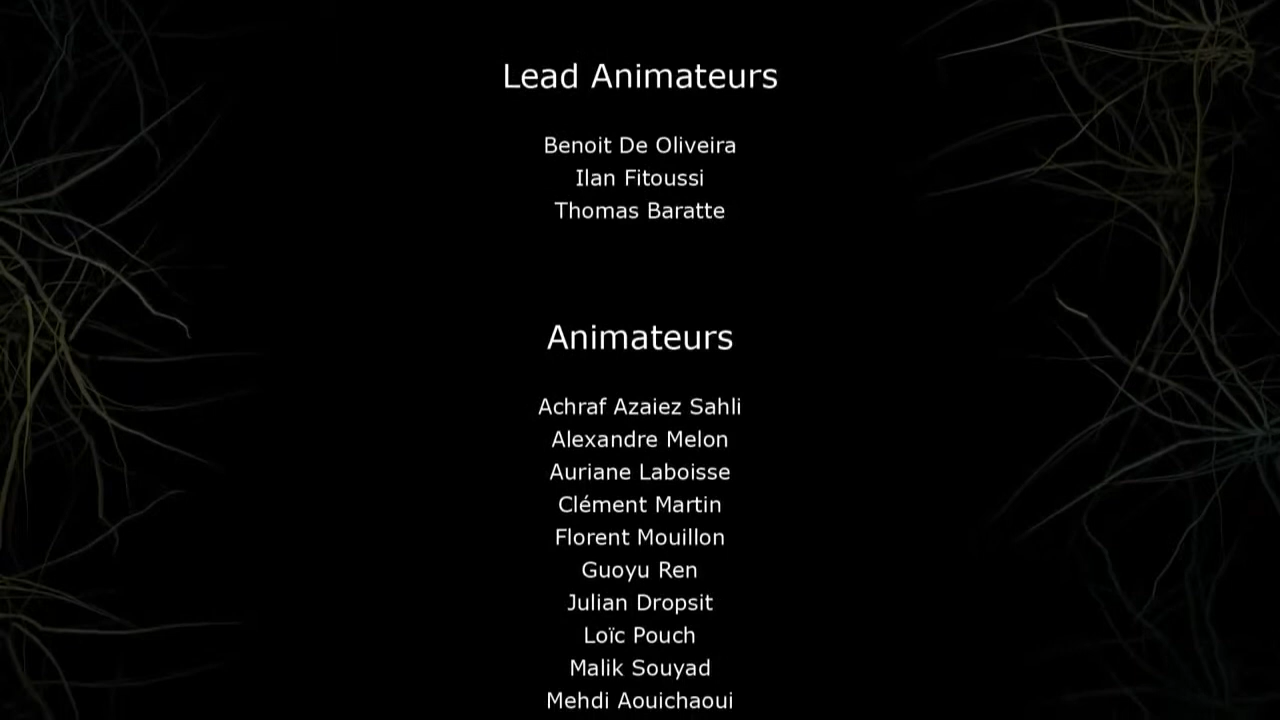 Lead Animateurs
Benoit De Oliveira
Ilan Fitoussi
Thomas Baratte
Animateurs
Achraf Azaiez Sahli
Alexandre Melon
Auriane Laboisse
Clément Martin
Florent Mouillon
Guoyu Ren
Julian Dropsit
Loïc Pouch
Malik Souyad
Mehdi Aouichaoui